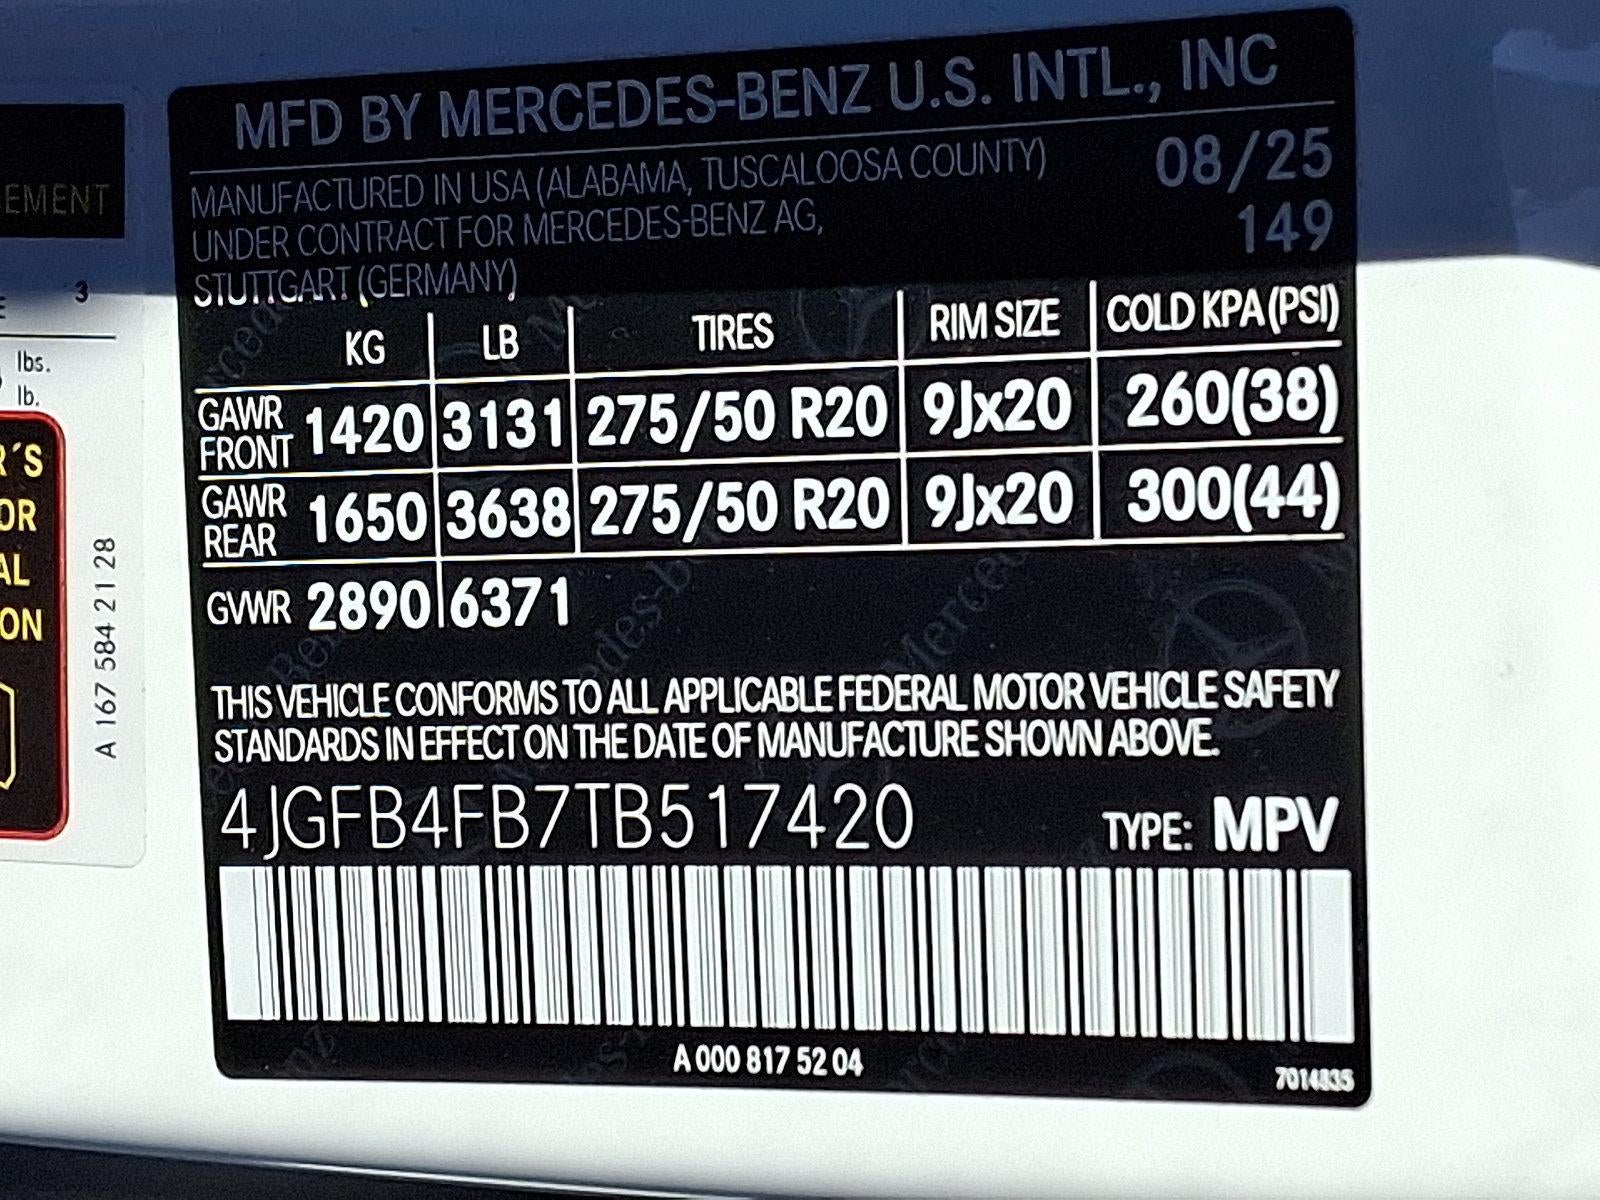 MFD BY MERCEDES-BENZ U.S. INTL., INC
MANUFACTURED IN USA (ALABAMA, TUSCALOOSA COUNTY) 08/25
UNDER CONTRACT FOR MERCEDES-BENZ AG, 149
STUTTGART (GERMANY)
KG LB TIRES RIM SIZE COLD KPA(PSI)
GAWR FRONT 1420 3131 275/50 R20 9Jx20 260(38)
GAWR REAR 1650 3638 275/50 R20 9Jx20 300(44)
GVWR 2890 6371
THIS VEHICLE CONFORMS TO ALL APPLICABLE FEDERAL MOTOR VEHICLE SAFETY
STANDARDS IN EFFECT ON THE DATE OF MANUFACTURE SHOWN ABOVE.
4JGFB4FB7TB517420 TYPE: MPV
A 000 817 52 04
7014835
EMENT
3
lbs.
lb.
R´S
OR
AL
ON
A 167 584 21 28